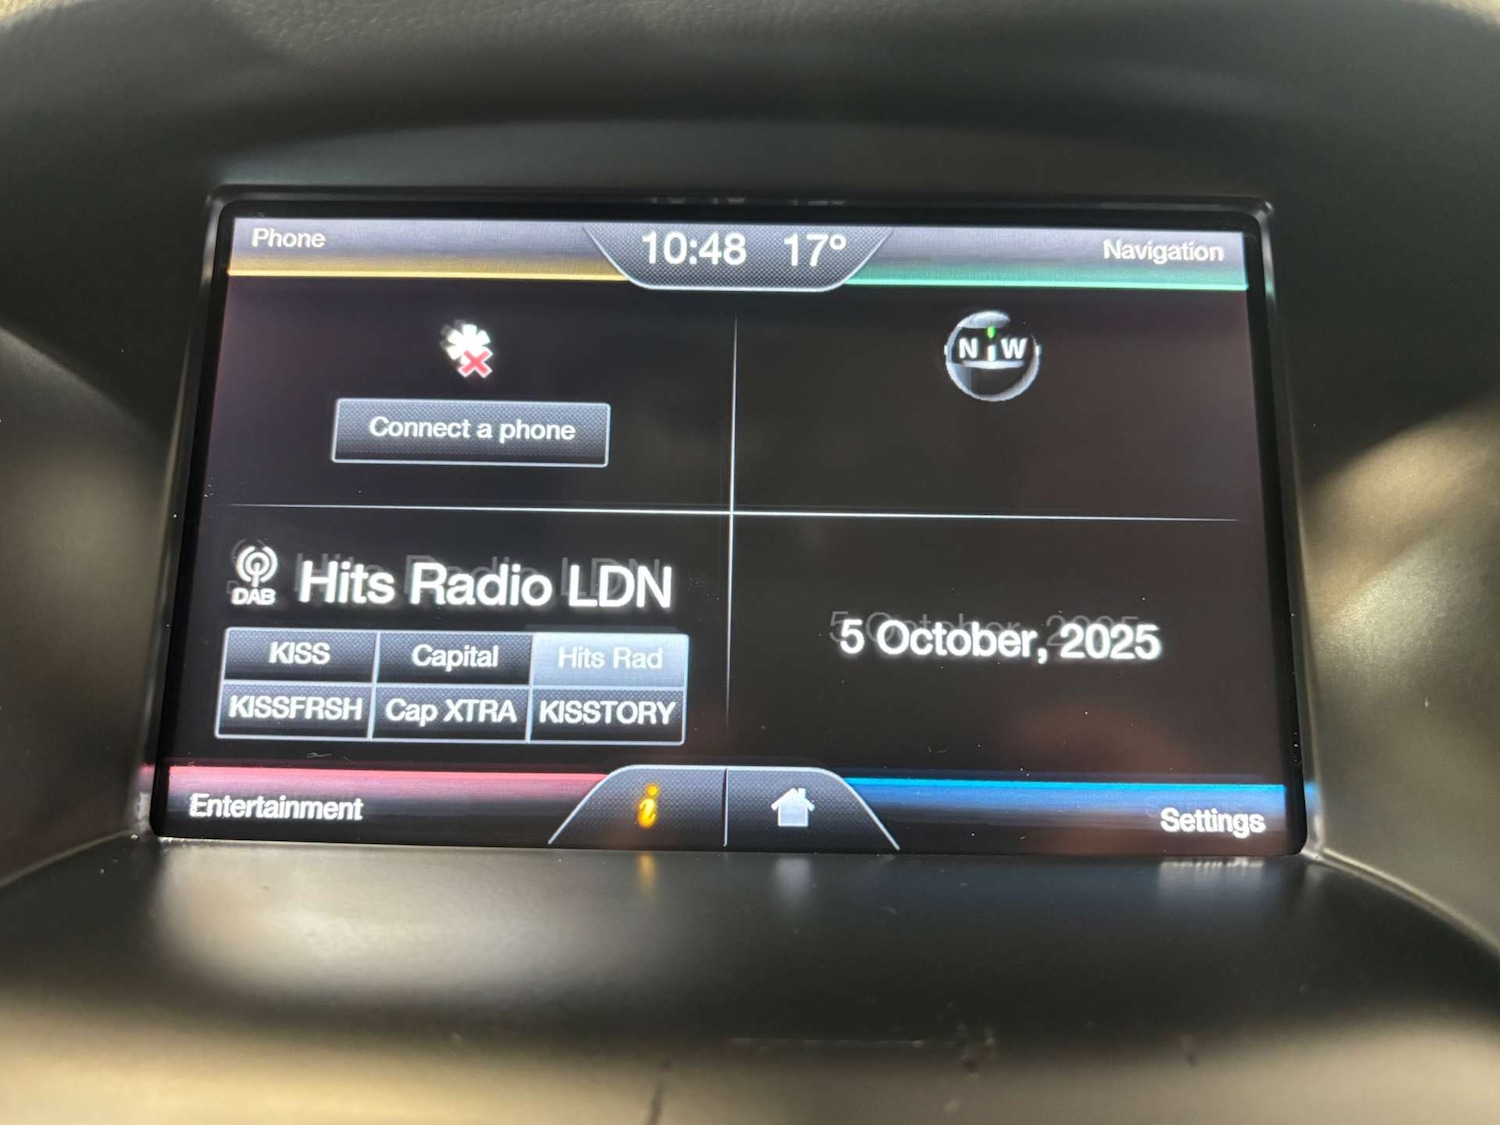 Phone
10:48 17°
Navigation
N W
Connect a phone
DAB
Hits Radio LDN
KISS Capital Hits Rad
KISSFRSH Cap XTRA KISSTORY
5 October, 2025
Entertainment
i
Settings